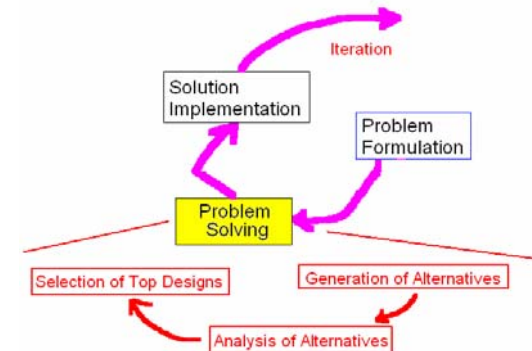 Iteration
Solution
Implementation
Problem
Formulation
Problem
Solving
Selection of Top Designs
Generation of Alternatives
Analysis of Alternatives